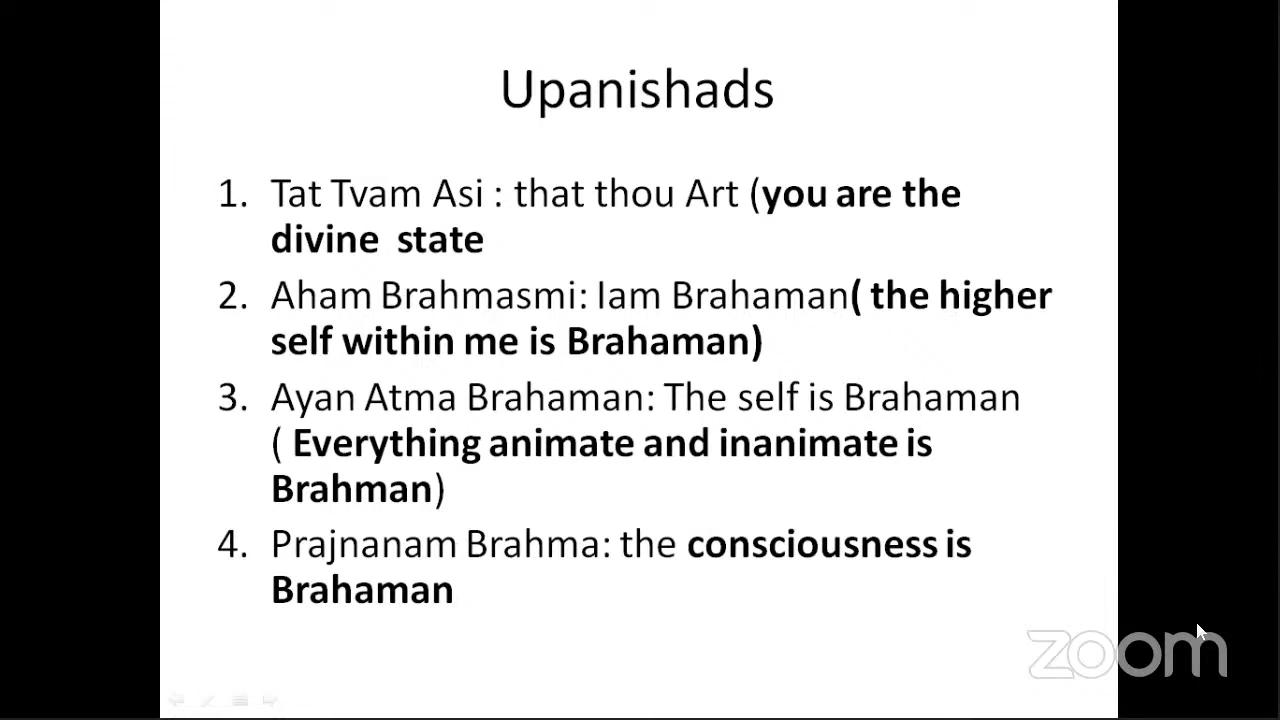 Upanishads
1. Tat Tvam Asi : that thou Art (you are the
divine state
2. Aham Brahmasmi: Iam Brahaman( the higher
self within me is Brahaman)
3. Ayan Atma Brahaman: The self is Brahaman
( Everything animate and inanimate is
Brahman)
4. Prajnanam Brahma: the consciousness is
Brahaman
zoom